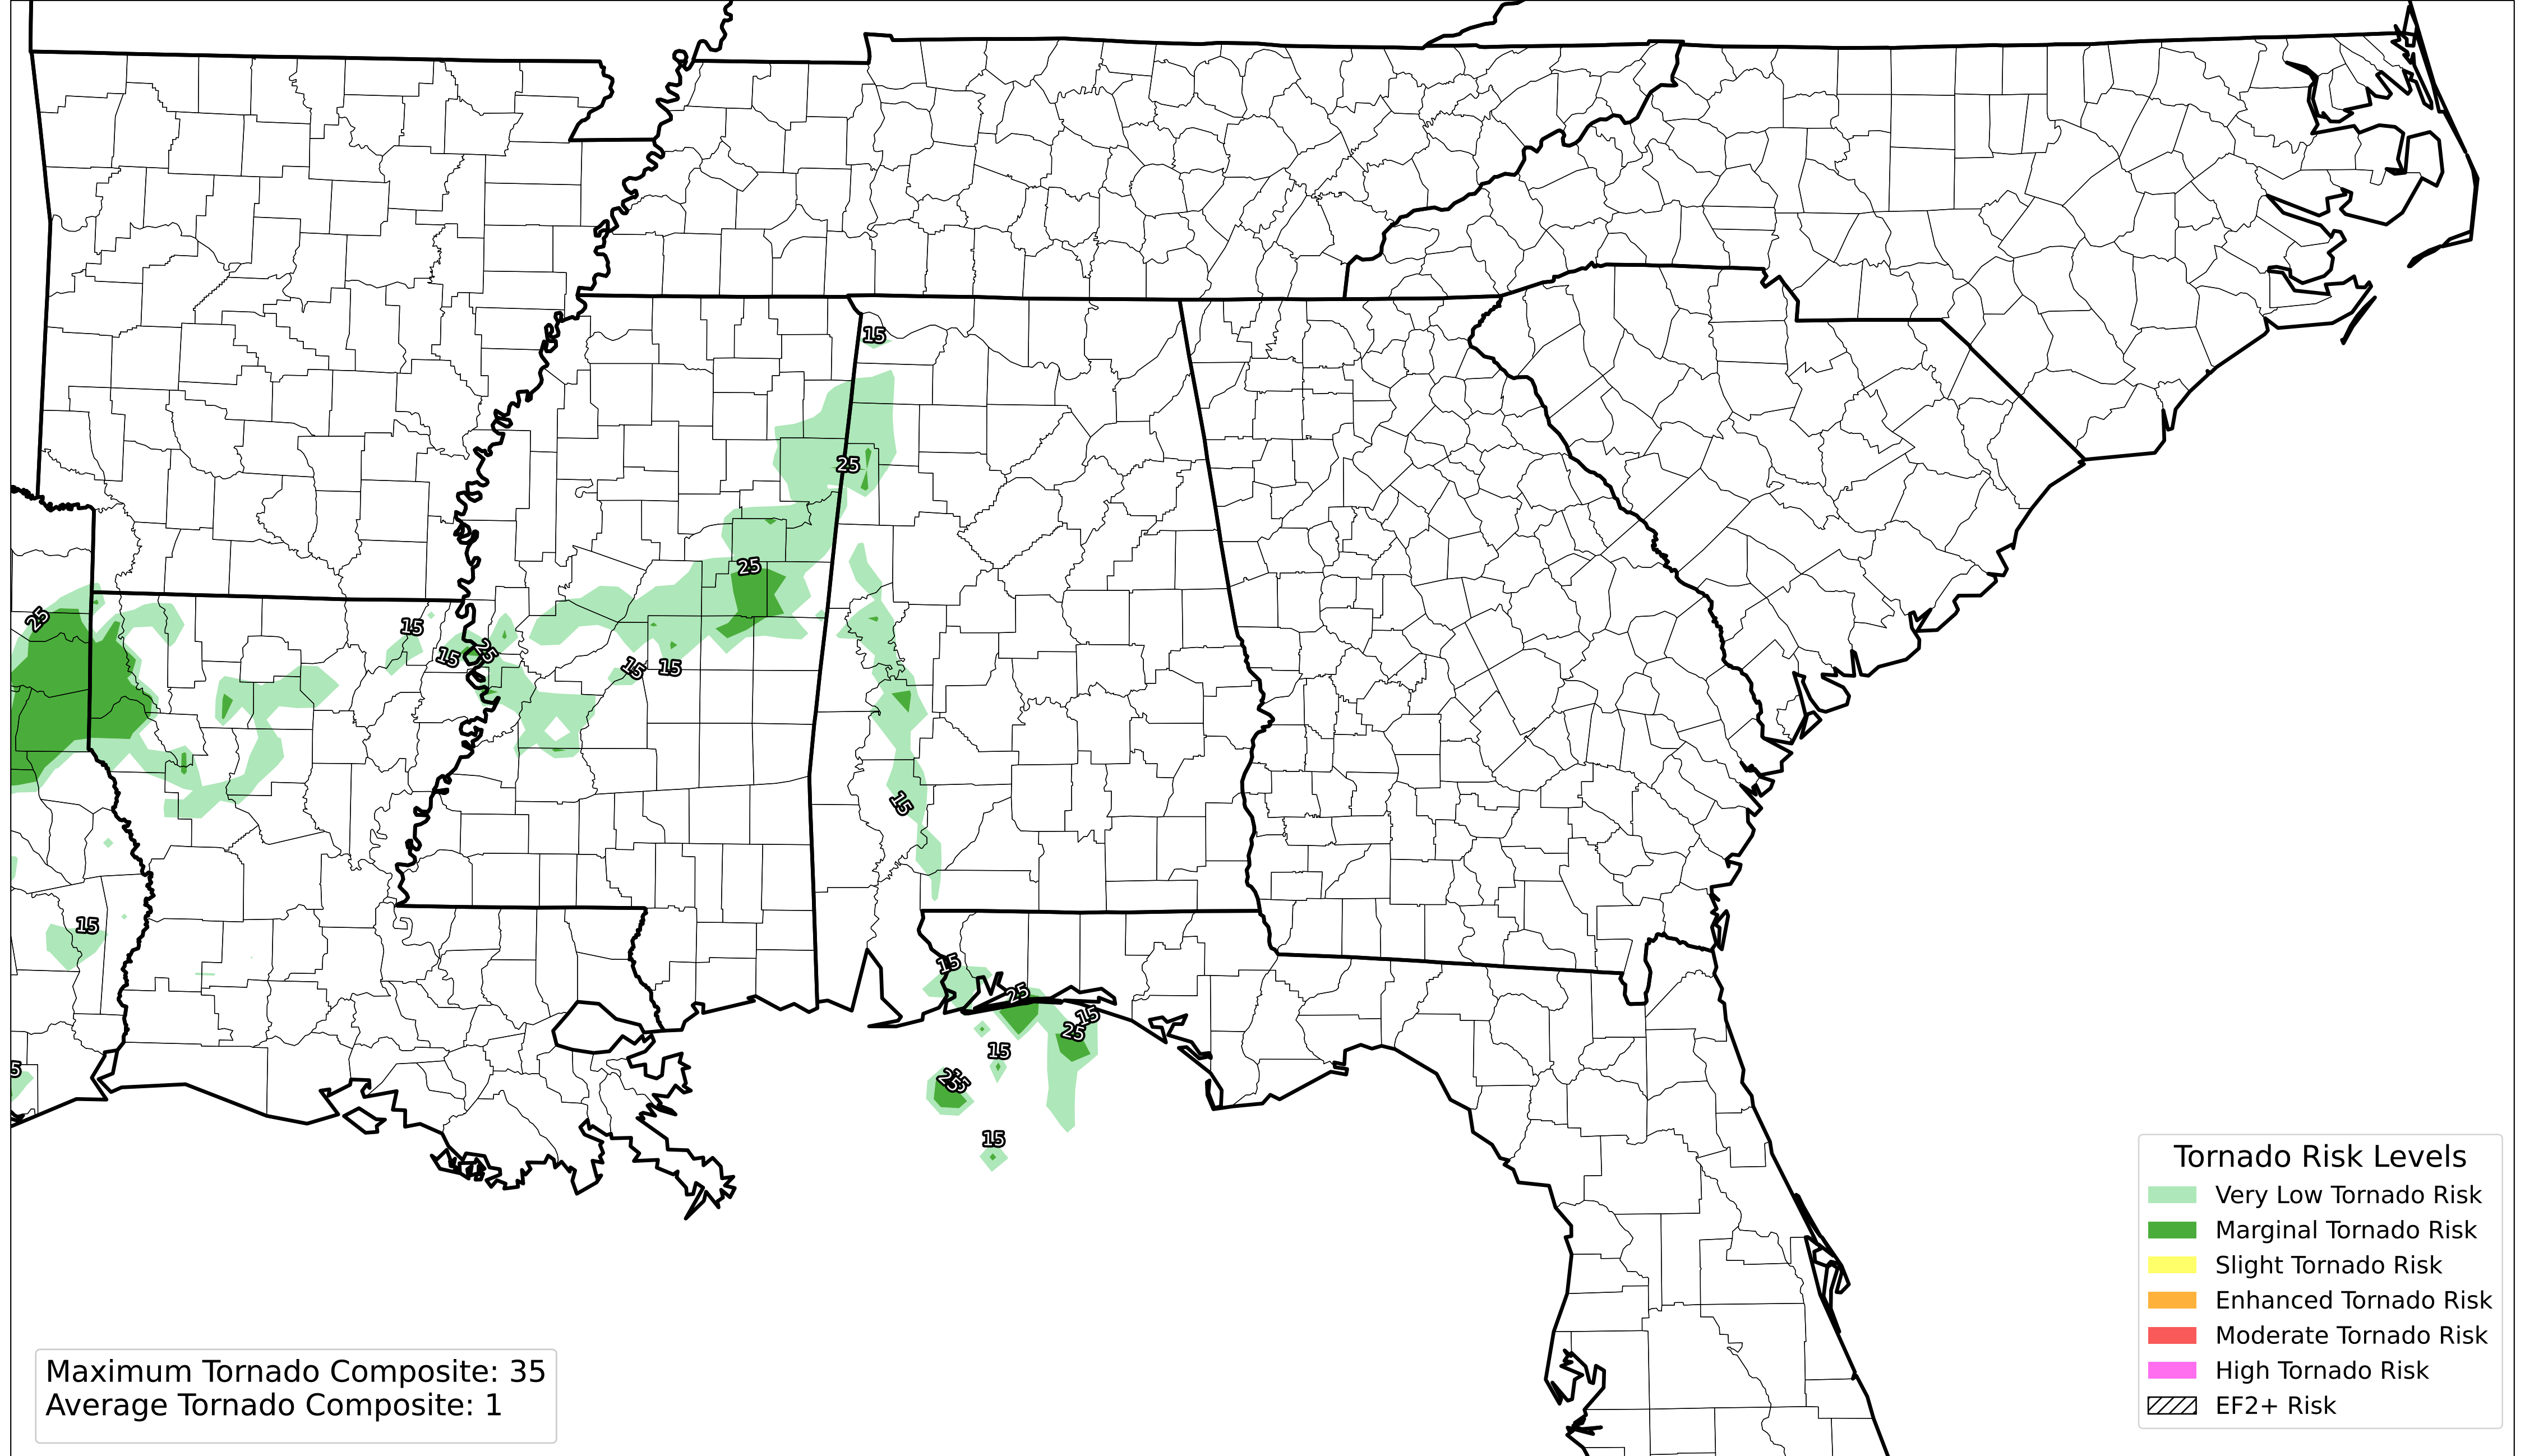 15
25
25
25
15
15
25
15
15
15
15
15
25
15
25
15
25
15
5
Tornado Risk Levels
Very Low Tornado Risk
Marginal Tornado Risk
Slight Tornado Risk
Enhanced Tornado Risk
Moderate Tornado Risk
High Tornado Risk
EF2+ Risk
Maximum Tornado Composite: 35
Average Tornado Composite: 1